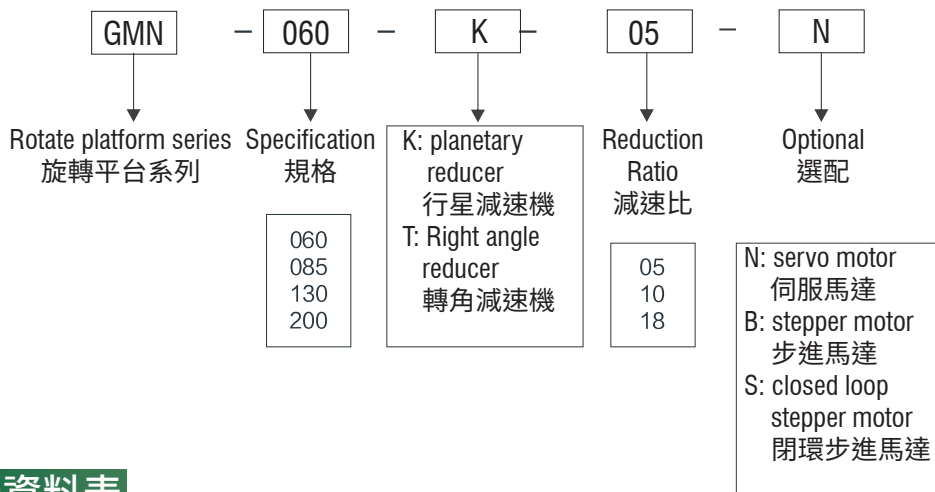 GMN – 060 – K – 05 – N
Rotate platform series
旋轉平台系列
Specification
規格
060
085
130
200
K: planetary
reducer
行星減速機
T: Right angle
reducer
轉角減速機
Reduction
Ratio
減速比
05
10
18
Optional
選配
N: servo motor
伺服馬達
B: stepper motor
步進馬達
S: closed loop
stepper motor
閉環步進馬達
資料表